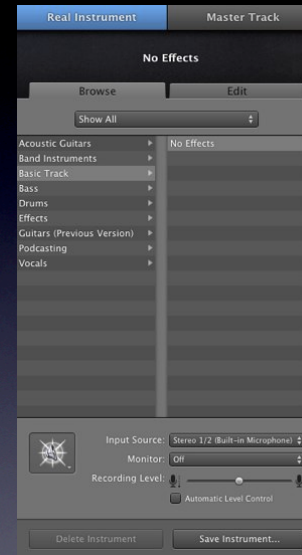 Real Instrument Master Track
No Effects
Browse Edit
Show All
Acoustic Guitars No Effects
Band Instruments
Basic Track
Bass
Drums
Effects
Guitars (Previous Version)
Podcasting
Vocals
Input Source: Stereo 1/2 (Built-in Microphone)
Monitor: Off
Recording Level:
Automatic Level Control
Delete Instrument Save Instrument...